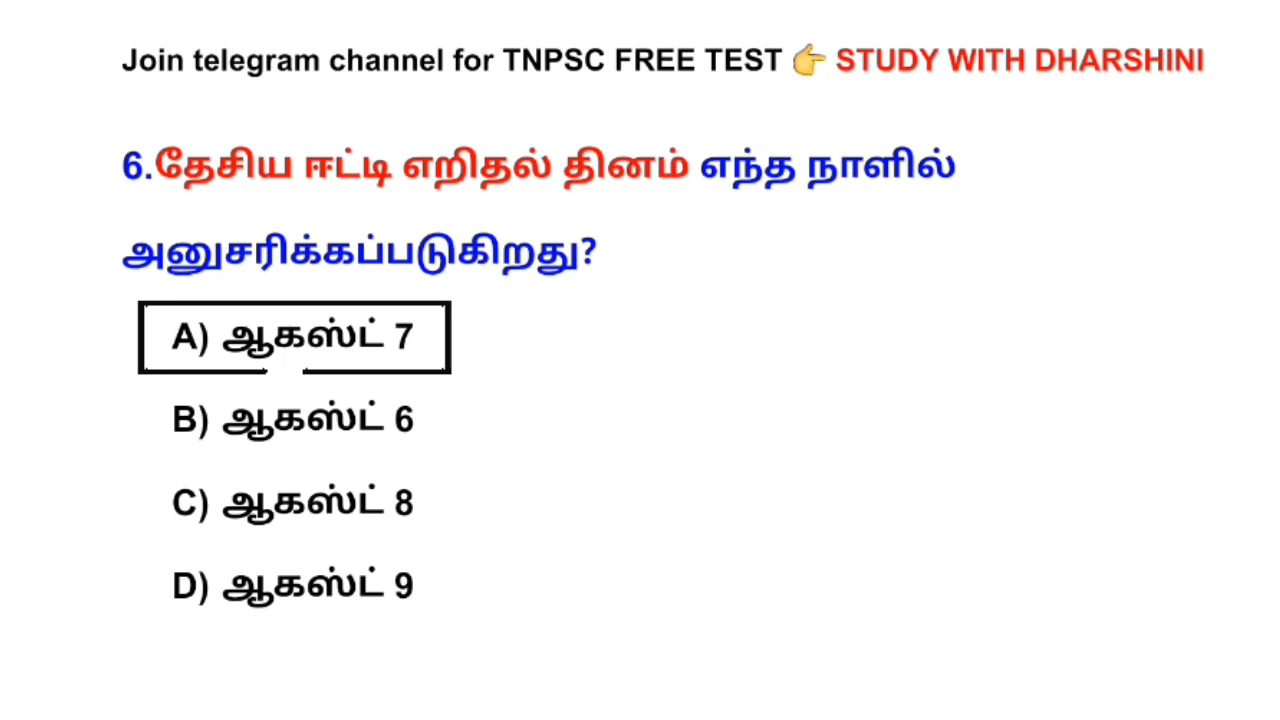 Join telegram channel for TNPSC FREE TEST 👉 STUDY WITH DHARSHINI
6.தேசிய ஈட்டி எறிதல் தினம் எந்த நாளில்
அனுசரிக்கப்படுகிறது?
A) ஆகஸ்ட் 7
B) ஆகஸ்ட் 6
C) ஆகஸ்ட் 8
D) ஆகஸ்ட் 9